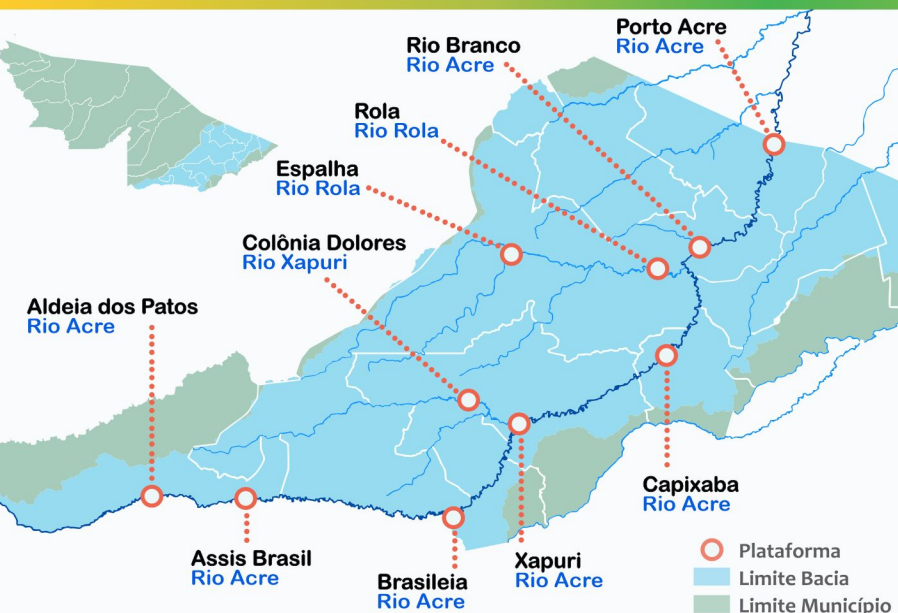 Porto Acre
Rio Acre
Rio Branco
Rio Acre
Rola
Rio Rola
Espalha
Rio Rola
Colônia Dolores
Rio Xapuri
Aldeia dos Patos
Rio Acre
Assis Brasil
Rio Acre
Brasileia
Rio Acre
Xapuri
Rio Acre
Capixaba
Rio Acre
Plataforma
Limite Bacia
Limite Município